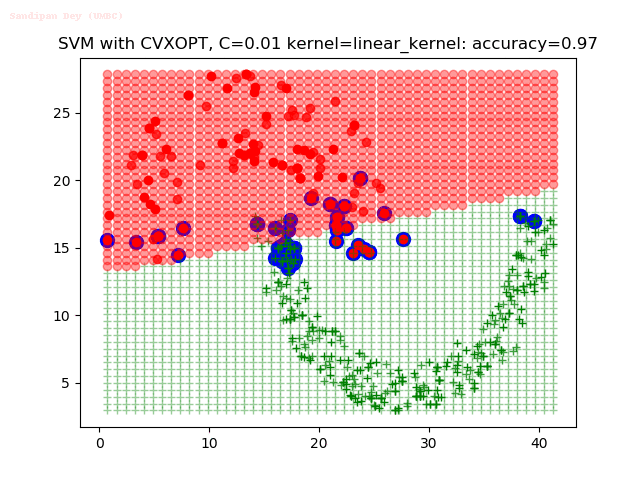 Sandipan Dey (UMBC)
SVM with CVXOPT, C=0.01 kernel=linear_kernel: accuracy=0.97
25
20
15
10
5
0 10 20 30 40